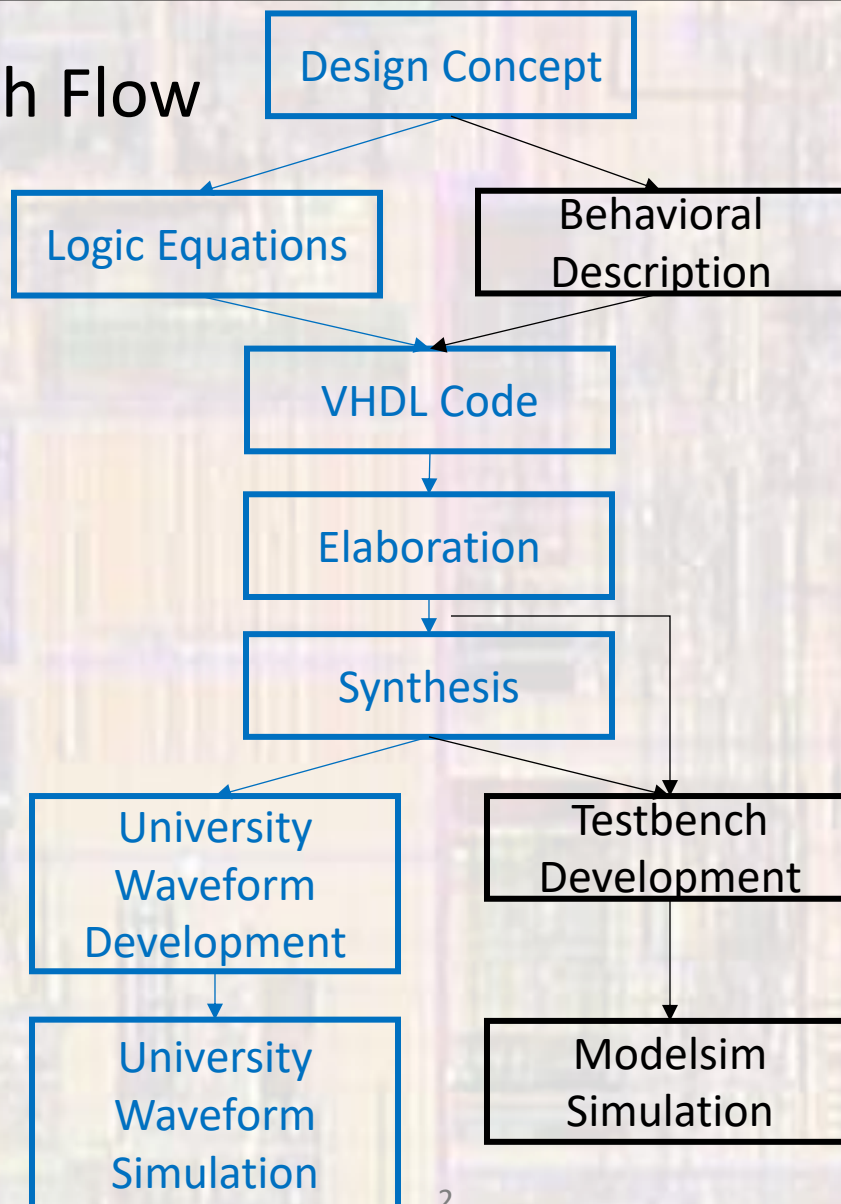 h Flow
Design Concept
Logic Equations
Behavioral
Description
VHDL Code
Elaboration
Synthesis
University
Waveform
Development
Testbench
Development
University
Waveform
Simulation
Modelsim
Simulation
2